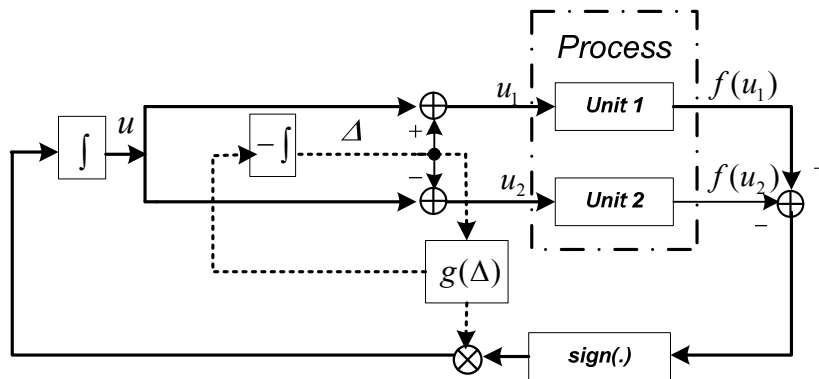 Process
u₁
Unit 1
f(u₁)
∫
u
−∫
Δ
+
−
u₂
Unit 2
f(u₂)
−
g(Δ)
sign(.)